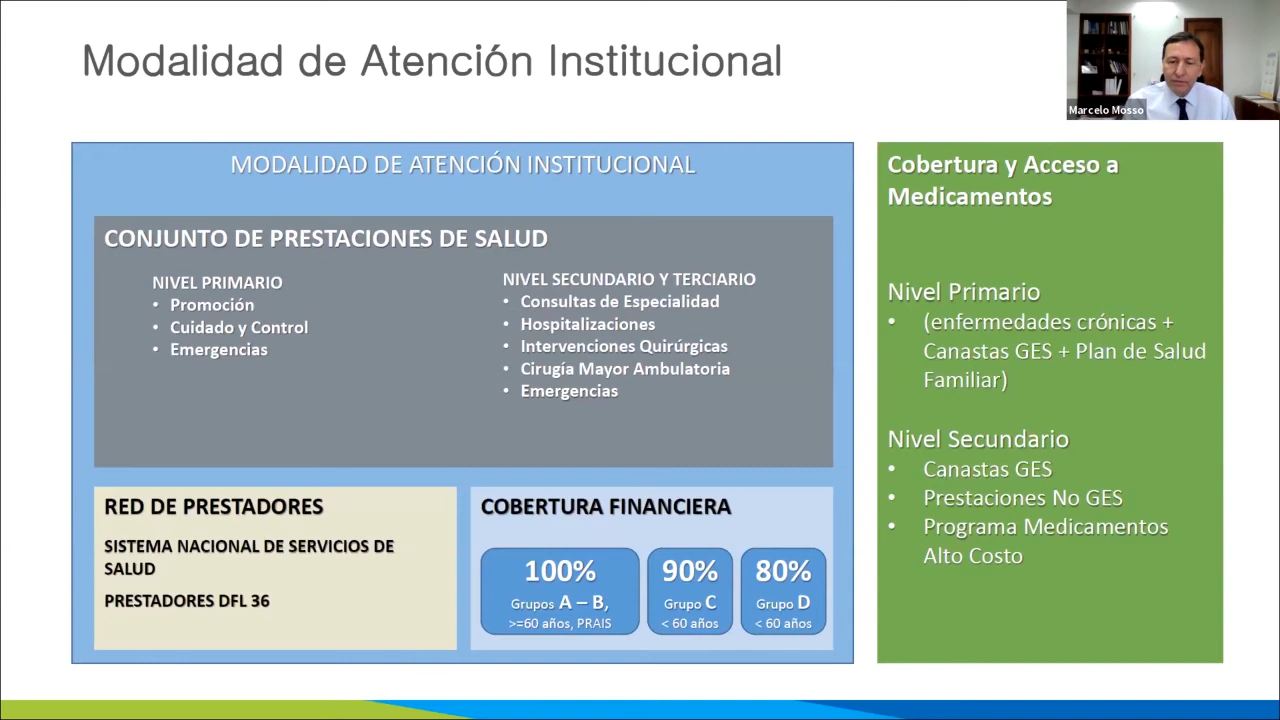 Modalidad de Atención Institucional
Marcelo Mosso
MODALIDAD DE ATENCIÓN INSTITUCIONAL
CONJUNTO DE PRESTACIONES DE SALUD
NIVEL PRIMARIO
• Promoción
• Cuidado y Control
• Emergencias
NIVEL SECUNDARIO Y TERCIARIO
• Consultas de Especialidad
• Hospitalizaciones
• Intervenciones Quirúrgicas
• Cirugía Mayor Ambulatoria
• Emergencias
RED DE PRESTADORES
SISTEMA NACIONAL DE SERVICIOS DE
SALUD
PRESTADORES DFL 36
COBERTURA FINANCIERA
100%
Grupos A – B,
>=60 años, PRAIS
90%
Grupo C
< 60 años
80%
Grupo D
< 60 años
Cobertura y Acceso a
Medicamentos
Nivel Primario
• (enfermedades crónicas +
Canastas GES + Plan de Salud
Familiar)
Nivel Secundario
• Canastas GES
• Prestaciones No GES
• Programa Medicamentos
Alto Costo